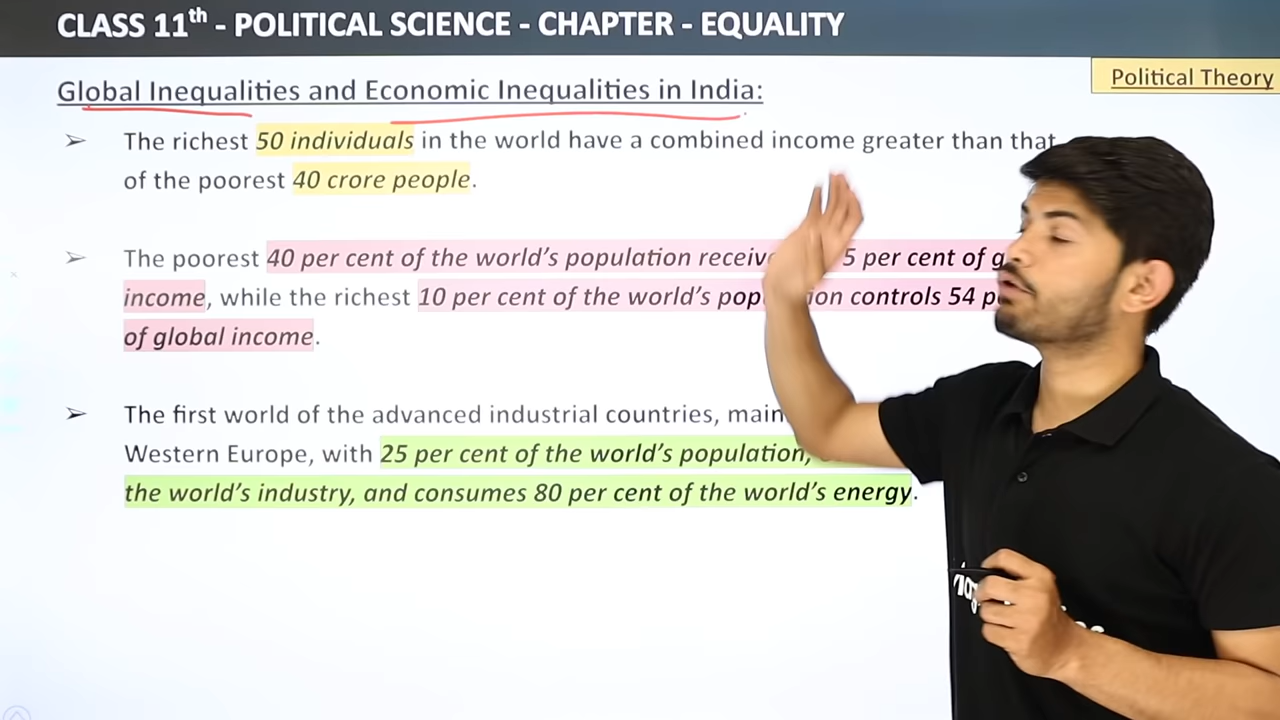 CLASS 11th - POLITICAL SCIENCE - CHAPTER - EQUALITY
Political Theory
Global Inequalities and Economic Inequalities in India:
➢ The richest 50 individuals in the world have a combined income greater than that
of the poorest 40 crore people.
➢ The poorest 40 per cent of the world's population 5 per cent of
income, while the richest 10 per cent of the world's controls 54
of global income.
➢ The first world of the advanced industrial countries,
Western Europe, with 25 per cent of the world's population,
the world's industry, and consumes 80 per cent of the world's energy.